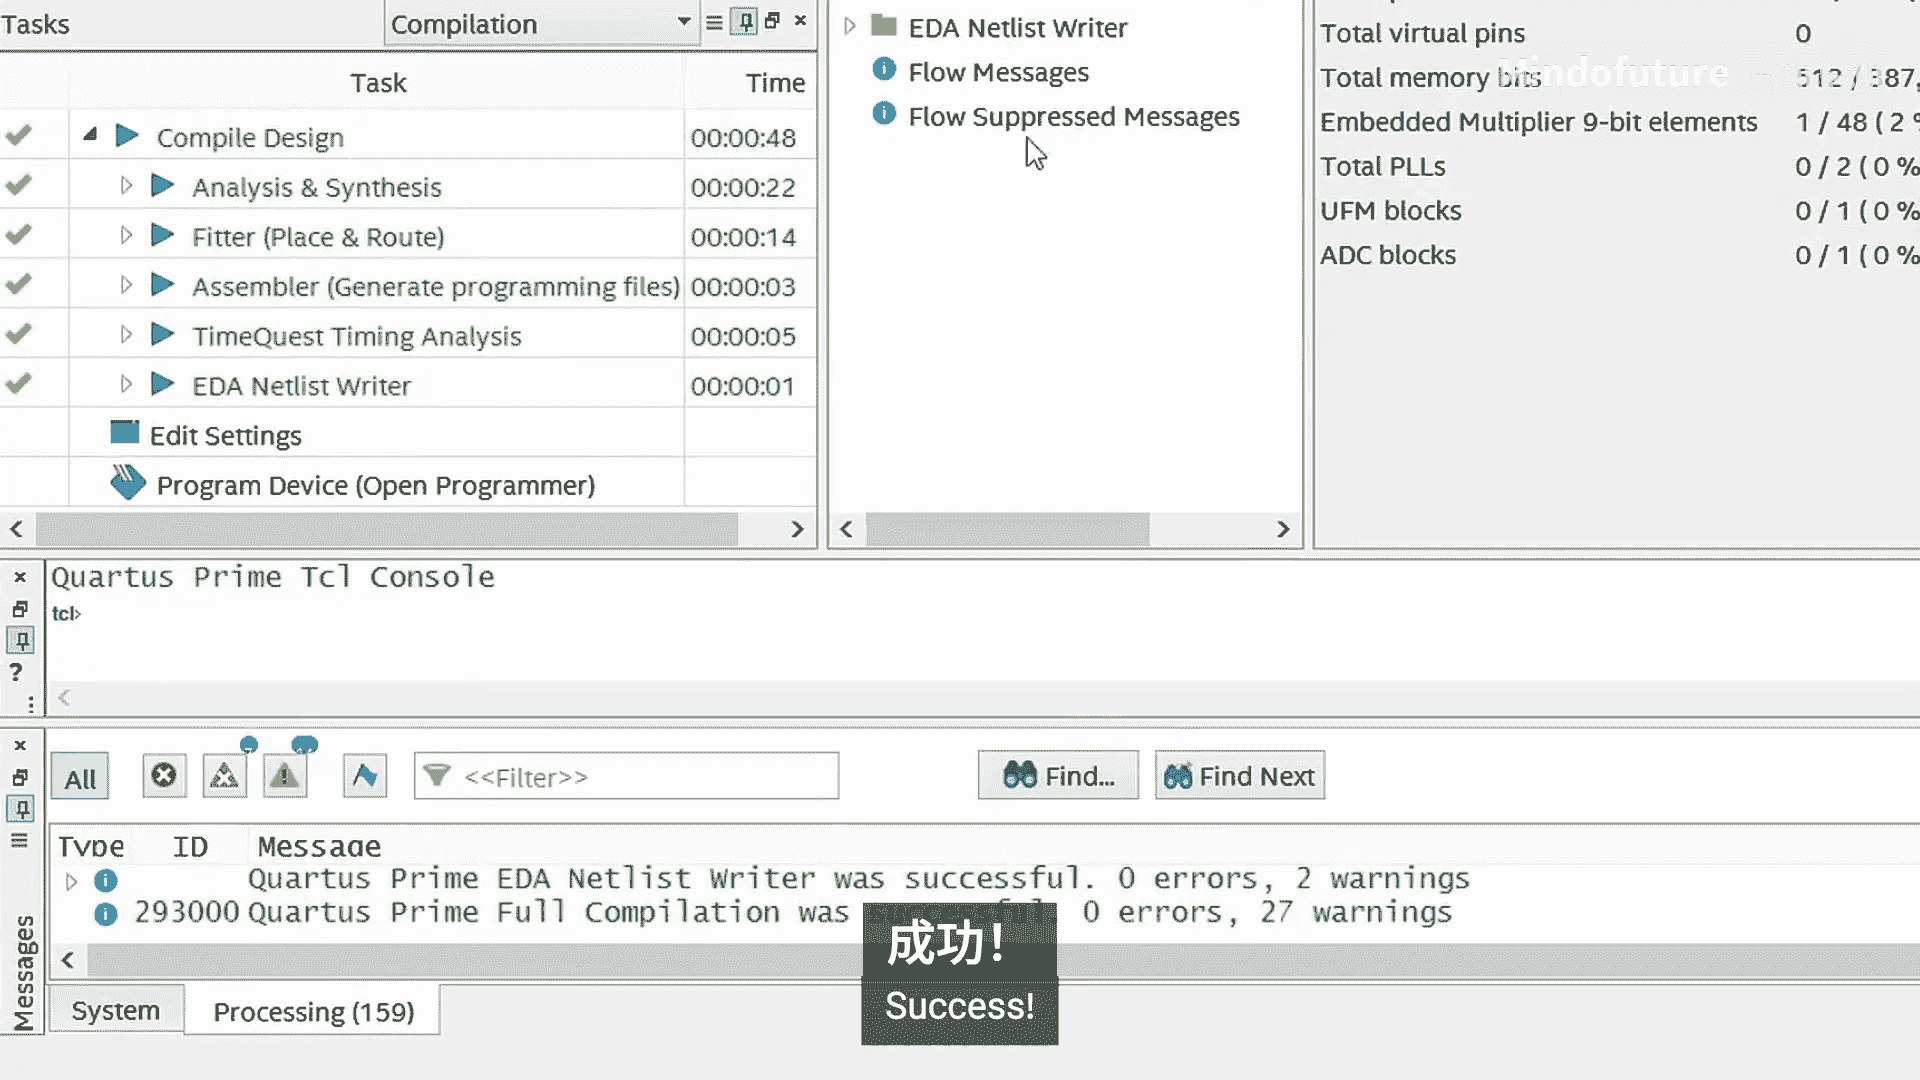 Tasks
Compilation
Task
Time
Compile Design
00:00:48
Analysis & Synthesis
00:00:22
Fitter (Place & Route)
00:00:14
Assembler (Generate programming files)
00:00:03
TimeQuest Timing Analysis
00:00:05
EDA Netlist Writer
00:00:01
Edit Settings
Program Device (Open Programmer)
EDA Netlist Writer
Flow Messages
Flow Suppressed Messages
Total virtual pins
0
Total memory bits
512 / 387,
Mindofuture
Embedded Multiplier 9-bit elements
1 / 48 ( 2 %
Total PLLs
0 / 2 ( 0 %
UFM blocks
0 / 1 ( 0 %
ADC blocks
0 / 1 ( 0 %
Quartus Prime Tcl Console
tcl>
All
<<Filter>>
Find...
Find Next
Type ID Message
Quartus Prime EDA Netlist Writer was successful. 0 errors, 2 warnings
293000 Quartus Prime Full Compilation was successful. 0 errors, 27 warnings
Messages
System
Processing (159)
成功！
Success!